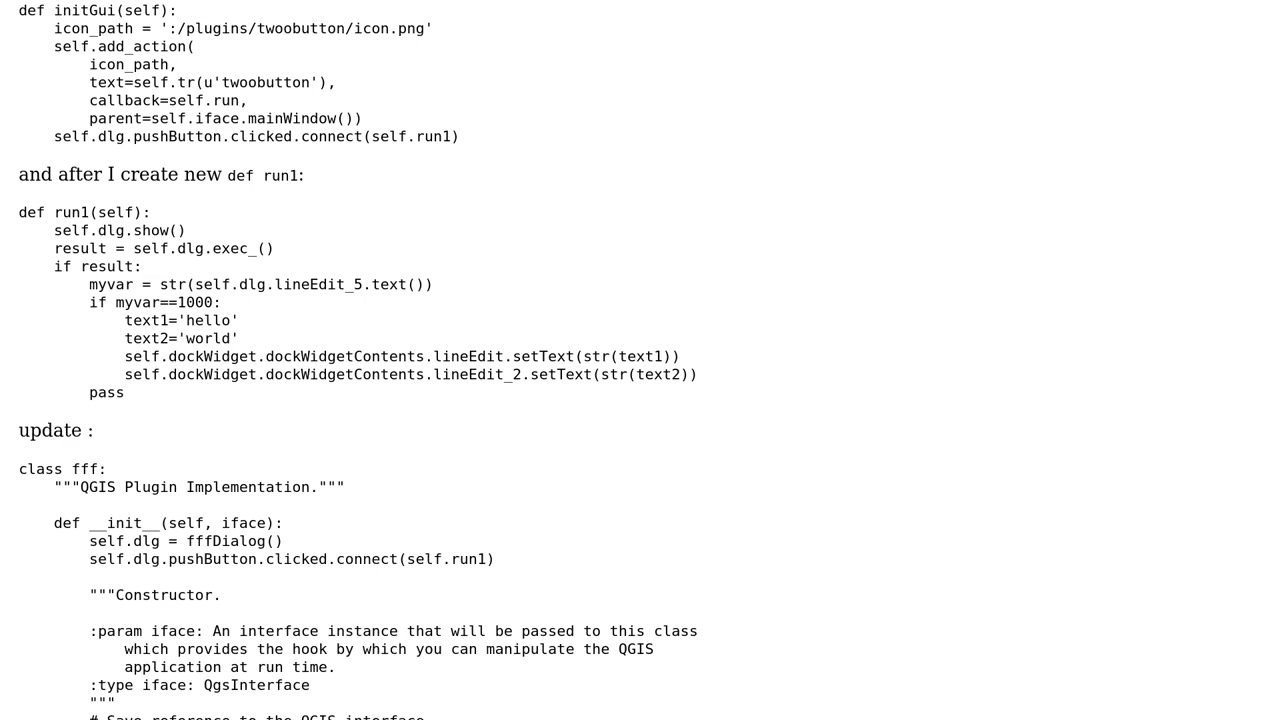 def initGui(self):
    icon_path = ':/plugins/twoobutton/icon.png'
    self.add_action(
        icon_path,
        text=self.tr(u'twoobutton'),
        callback=self.run,
        parent=self.iface.mainWindow())
    self.dlg.pushButton.clicked.connect(self.run1)
and after I create new def run1:
def run1(self):
    self.dlg.show()
    result = self.dlg.exec_()
    if result:
        myvar = str(self.dlg.lineEdit_5.text())
        if myvar==1000:
            text1='hello'
            text2='world'
            self.dockWidget.dockWidgetContents.lineEdit.setText(str(text1))
            self.dockWidget.dockWidgetContents.lineEdit_2.setText(str(text2))
        pass
update :
class fff:
    """QGIS Plugin Implementation."""
    def __init__(self, iface):
        self.dlg = fffDialog()
        self.dlg.pushButton.clicked.connect(self.run1)
        """Constructor.
        :param iface: An interface instance that will be passed to this class
            which provides the hook by which you can manipulate the QGIS
            application at run time.
        :type iface: QgsInterface
        """
        # Save reference to the QGIS interface